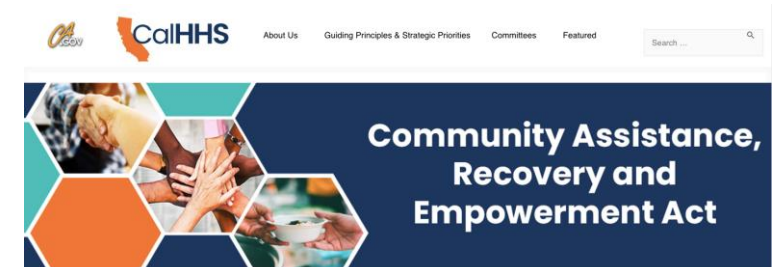 CA.GOV
CalHHS
About Us
Guiding Principles & Strategic Priorities
Committees
Featured
Search ...
Community Assistance,
Recovery and
Empowerment Act